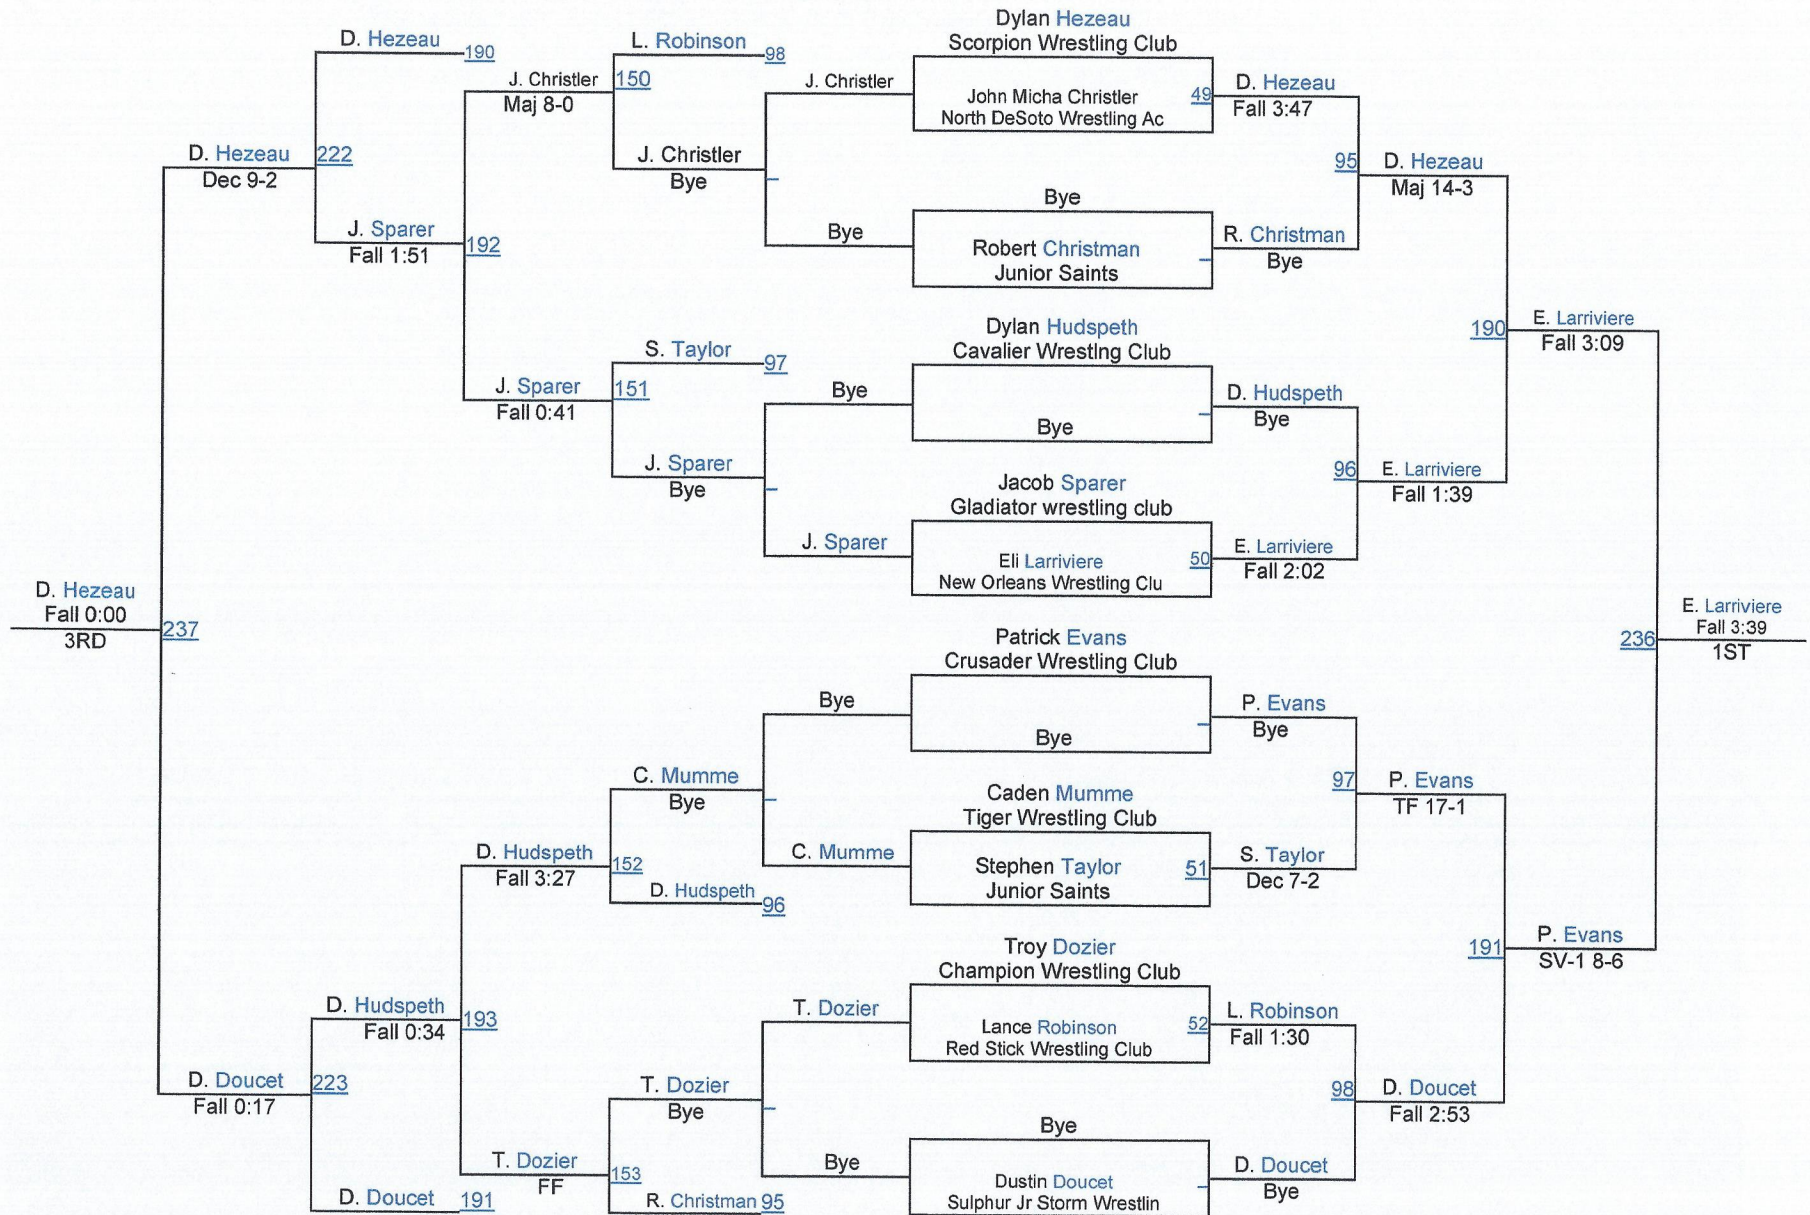 Dylan Hezeau
Scorpion Wrestling Club
John Micha Christler
North DeSoto Wrestling Ac
49
Bye
Robert Christman
Junior Saints
Dylan Hudspeth
Cavalier Wrestlng Club
Bye
Jacob Sparer
Gladiator wrestling club
Eli Larriviere
New Orleans Wrestling Clu
50
Patrick Evans
Crusader Wrestling Club
Bye
Caden Mumme
Tiger Wrestling Club
Stephen Taylor
Junior Saints
51
Troy Dozier
Champion Wrestling Club
Lance Robinson
Red Stick Wrestling Club
52
Bye
Dustin Doucet
Sulphur Jr Storm Wrestlin
D. Hezeau
Fall 3:47
R. Christman
Bye
D. Hudspeth
Bye
E. Larriviere
Fall 2:02
P. Evans
Bye
S. Taylor
Dec 7-2
L. Robinson
Fall 1:30
D. Doucet
Bye
95
D. Hezeau
Maj 14-3
96
E. Larriviere
Fall 1:39
97
P. Evans
TF 17-1
98
D. Doucet
Fall 2:53
190
E. Larriviere
Fall 3:09
191
P. Evans
SV-1 8-6
236
E. Larriviere
Fall 3:39
1ST
J. Christler
Bye
Bye
J. Sparer
Bye
C. Mumme
T. Dozier
Bye
L. Robinson
98
J. Christler
Bye
S. Taylor
97
J. Sparer
Bye
C. Mumme
Bye
D. Hudspeth
96
T. Dozier
Bye
R. Christman
95
J. Christler
Maj 8-0
150
J. Sparer
Fall 0:41
151
D. Hudspeth
Fall 3:27
152
T. Dozier
FF
153
D. Hezeau
190
J. Sparer
Fall 1:51
192
D. Hudspeth
Fall 0:34
193
D. Doucet
191
D. Hezeau
Dec 9-2
222
D. Doucet
Fall 0:17
223
D. Hezeau
Fall 0:00
3RD
237